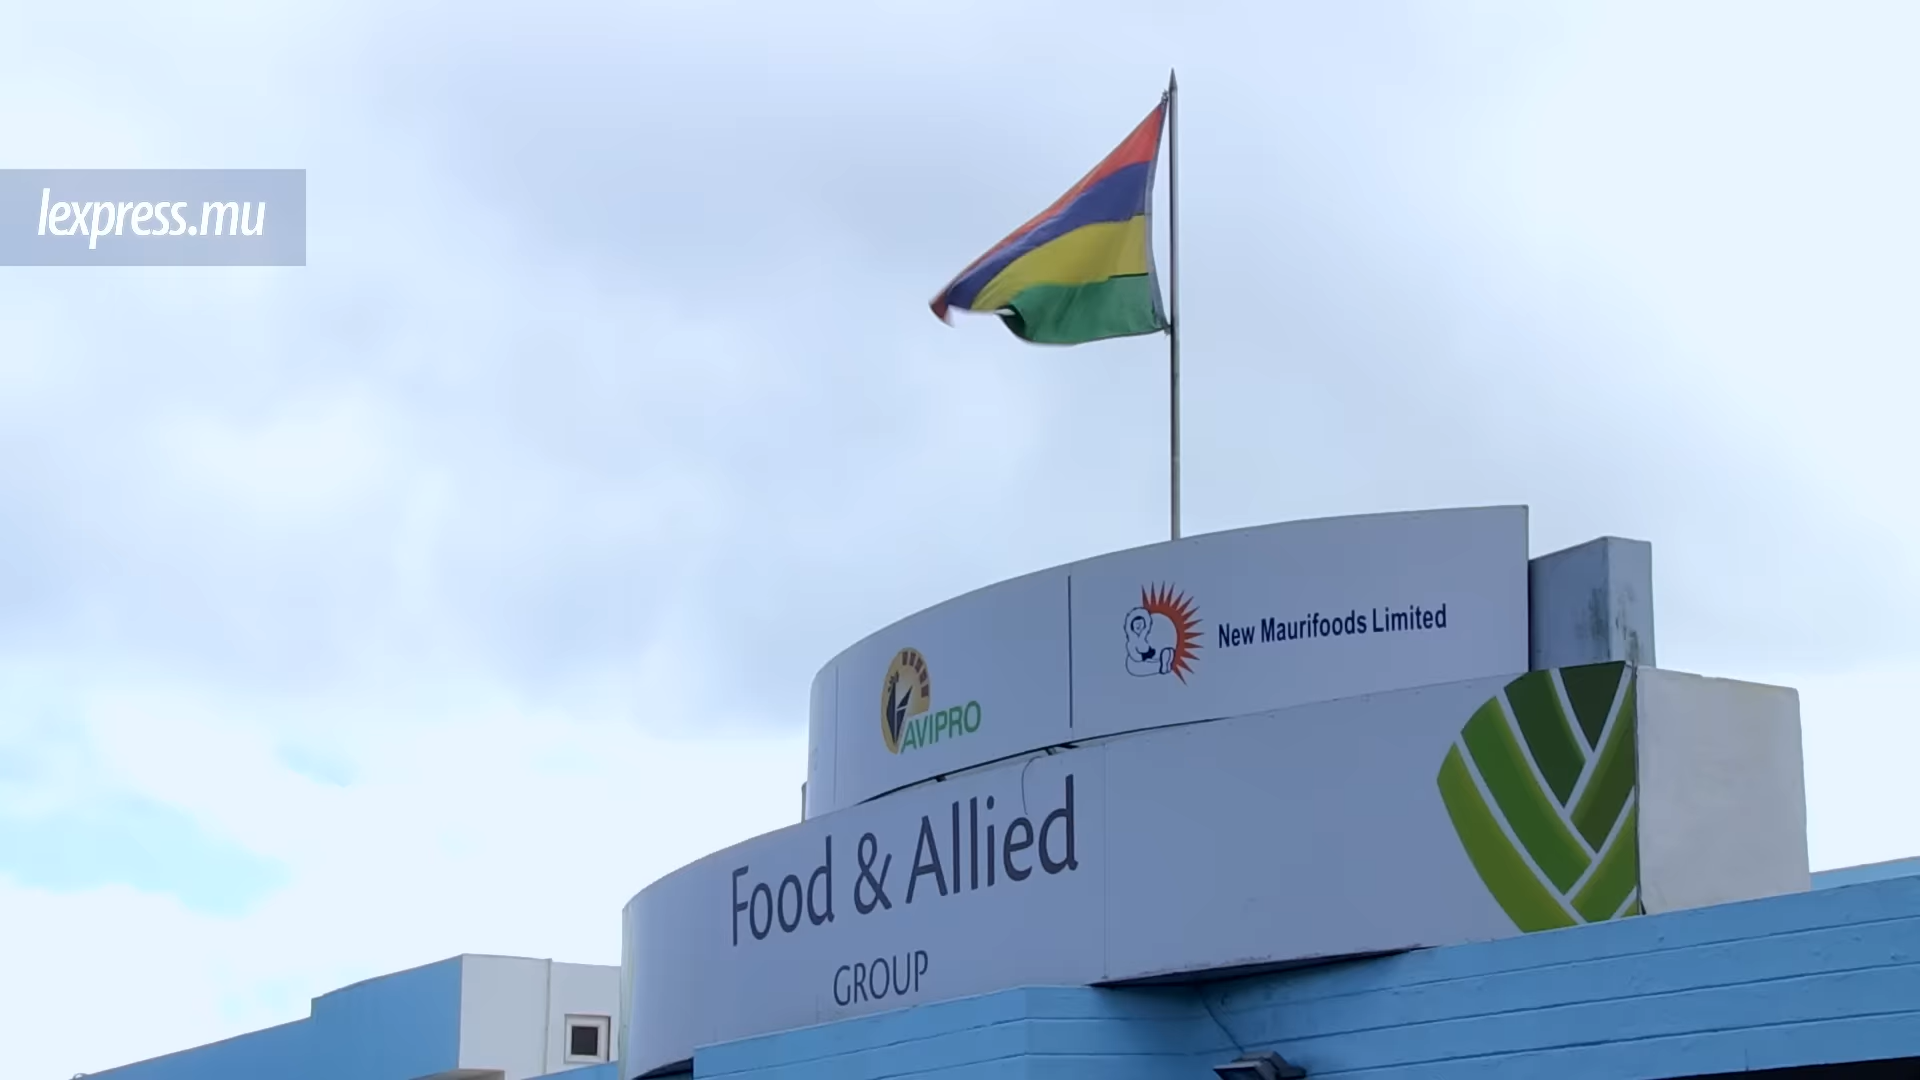 lexpress.mu
New Maurifoods Limited
AVIPRO
Food & Allied
GROUP